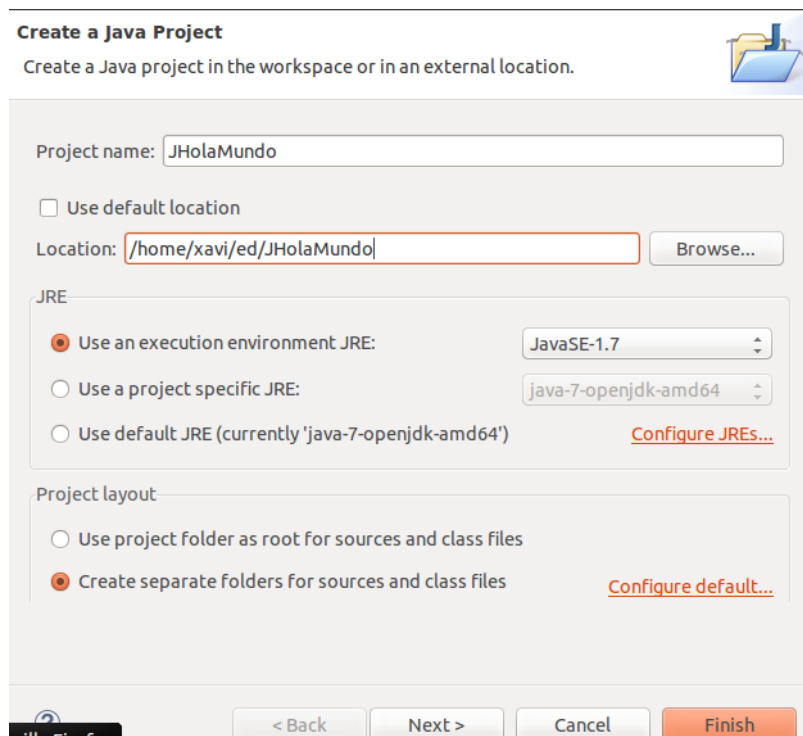 Create a Java Project
Create a Java project in the workspace or in an external location.
Project name: JHolaMundo
Use default location
Location: /home/xavi/ed/JHolaMundo Browse...
JRE
Use an execution environment JRE: JavaSE-1.7
Use a project specific JRE: java-7-openjdk-amd64
Use default JRE (currently 'java-7-openjdk-amd64') Configure JREs...
Project layout
Use project folder as root for sources and class files
Create separate folders for sources and class files Configure default...
? < Back Next > Cancel Finish